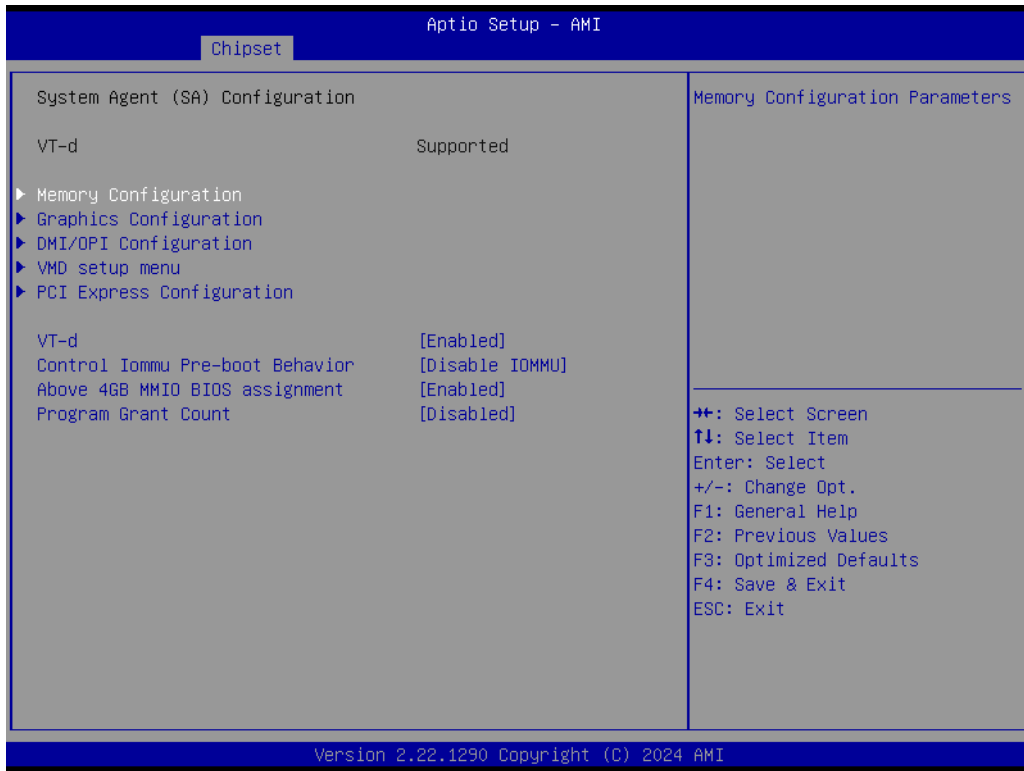 Aptio Setup – AMI
Chipset
System Agent (SA) Configuration
VT-d Supported
Memory Configuration
Graphics Configuration
DMI/OPI Configuration
VMD setup menu
PCI Express Configuration
VT-d [Enabled]
Control Iommu Pre-boot Behavior [Disable IOMMU]
Above 4GB MMIO BIOS assignment [Enabled]
Program Grant Count [Disabled]
Memory Configuration Parameters
→←: Select Screen
↑↓: Select Item
Enter: Select
+/-: Change Opt.
F1: General Help
F2: Previous Values
F3: Optimized Defaults
F4: Save & Exit
ESC: Exit
Version 2.22.1290 Copyright (C) 2024 AMI